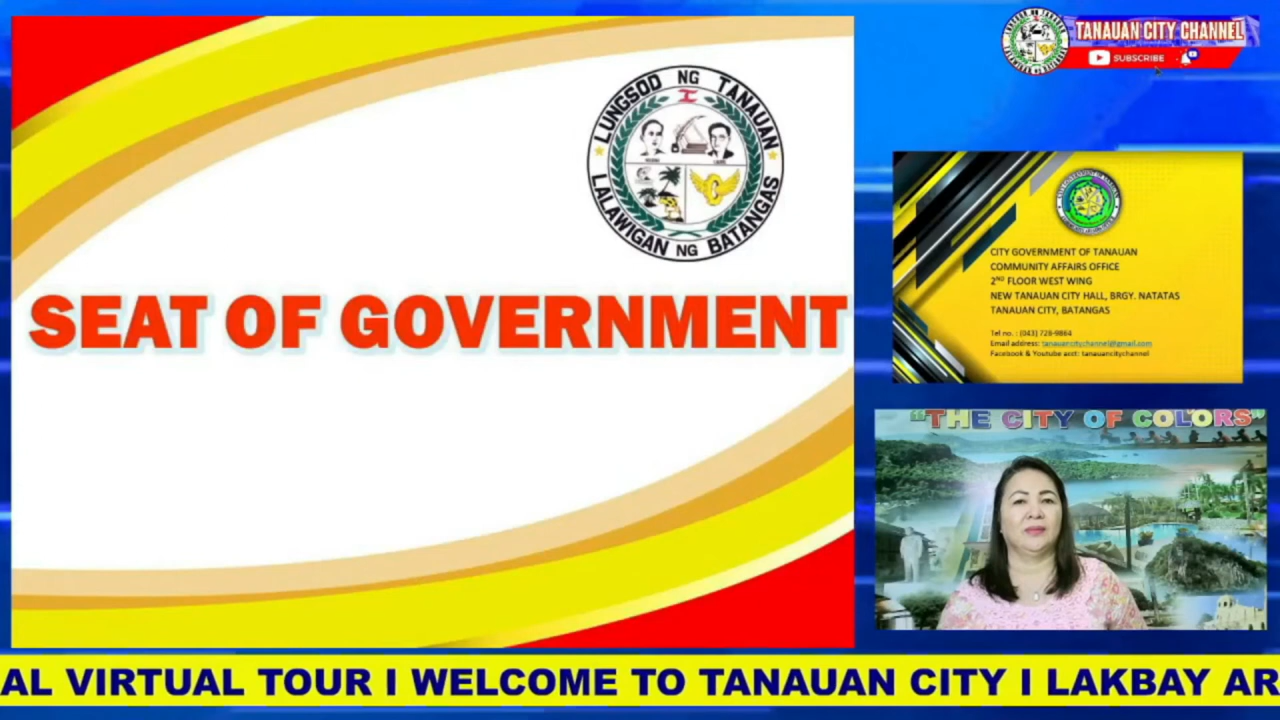 TANAUAN CITY CHANNEL
SUBSCRIBE
LUNGSOD NG TANAUAN
LALAWIGAN NG BATANGAS
SEAT OF GOVERNMENT
CITY GOVERNMENT OF TANAUAN
COMMUNITY AFFAIRS OFFICE
2ND FLOOR WEST WING
NEW TANAUAN CITY HALL, BRGY. NATATAS
TANAUAN CITY, BATANGAS
Tel no. : (043) 728-9864
Email address: tanauancitychannel@gmail.com
Facebook & Youtube acct: tanauancitychannel
"THE CITY OF COLORS"
AL VIRTUAL TOUR I WELCOME TO TANAUAN CITY I LAKBAY AR